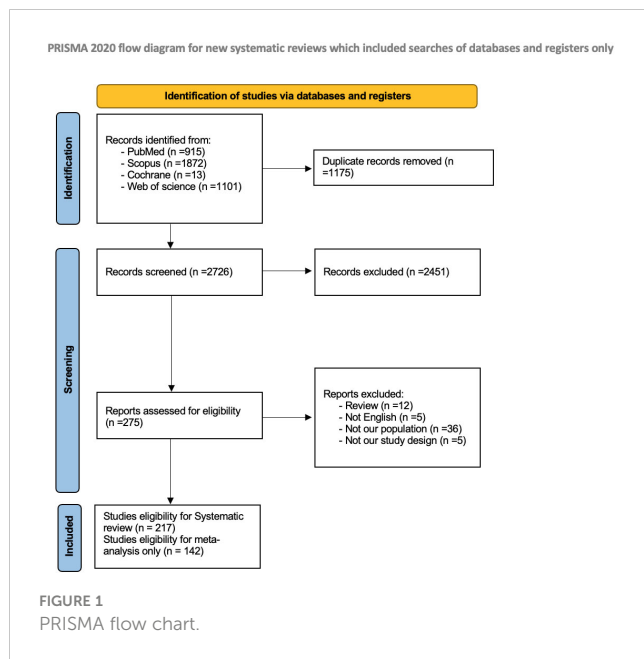 PRISMA 2020 flow diagram for new systematic reviews which included searches of databases and registers only
Identification of studies via databases and registers
Identification
Records identified from:
- PubMed (n =915)
- Scopus (n =1872)
- Cochrane (n =13)
- Web of science (n =1101)
Duplicate records removed (n
=1175)
Screening
Records screened (n =2726)
Records excluded (n =2451)
Reports assessed for eligibility
(n =275)
Reports excluded:
- Review (n =12)
- Not English (n =5)
- Not our population (n =36)
- Not our study design (n =5)
Included
Studies eligibility for Systematic
review (n = 217)
Studies eligibility for meta-
analysis only (n = 142)
FIGURE 1
PRISMA flow chart.